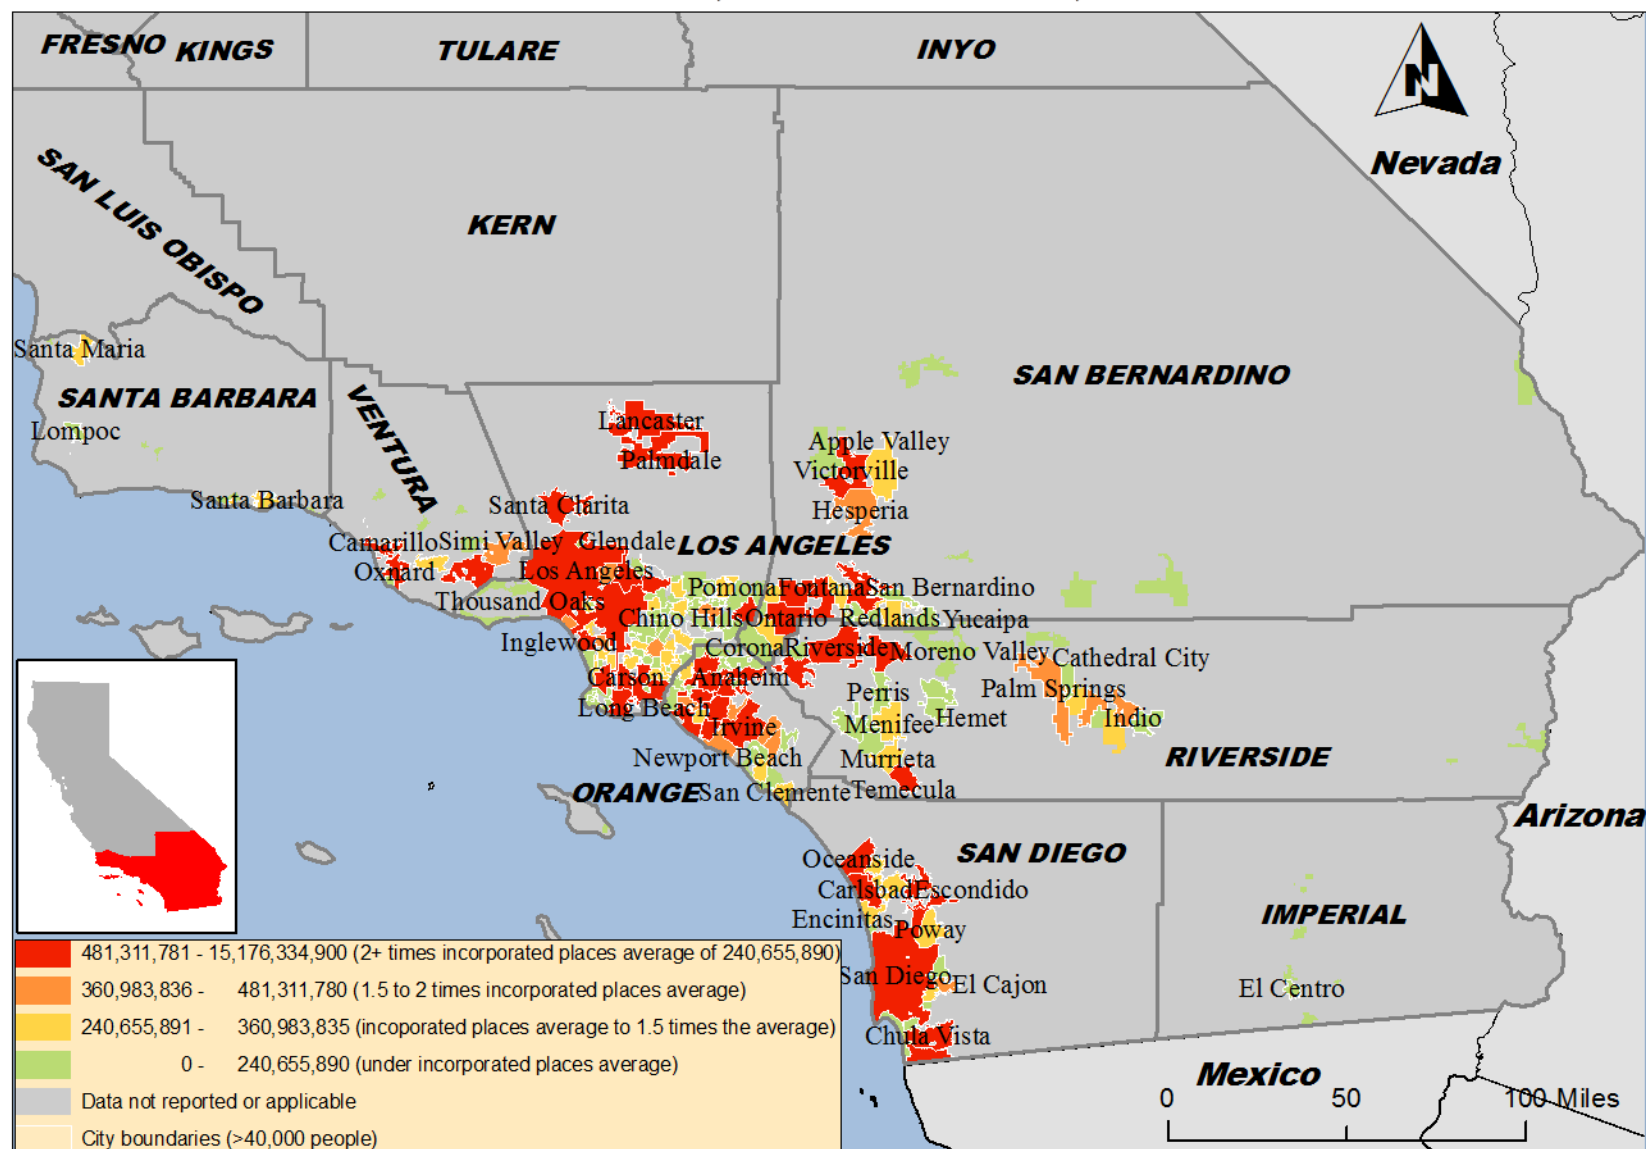 FRESNO
KINGS
TULARE
INYO
N
Nevada
SAN LUIS OBISPO
KERN
Santa Maria
SANTA BARBARA
VENTURA
SAN BERNARDINO
Lompoc
Lancaster
Palmdale
Apple Valley
Victorville
Santa Barbara
Santa Clarita
Hesperia
Camarillo
Simi Valley
Glendale
LOS ANGELES
Oxnard
Los Angeles
Pomona
Fontana
San Bernardino
Thousand Oaks
Chino Hills
Ontario
Redlands
Yucaipa
Inglewood
Corona
Riverside
Moreno Valley
Cathedral City
Carson
Anaheim
Perris
Palm Springs
Long Beach
Irvine
Menifee
Hemet
Indio
Newport Beach
Murrieta
RIVERSIDE
ORANGE
San Clemente
Temecula
Arizona
Oceanside
SAN DIEGO
Carlsbad
Escondido
Encinitas
Poway
IMPERIAL
San Diego
El Cajon
El Centro
Chula Vista
Mexico
481,311,781 - 15,176,334,900 (2+ times incorporated places average of 240,655,890)
360,983,836 - 481,311,780 (1.5 to 2 times incorporated places average)
240,655,891 - 360,983,835 (incoporated places average to 1.5 times the average)
0 - 240,655,890 (under incorporated places average)
Data not reported or applicable
City boundaries (>40,000 people)
0 50 100 Miles